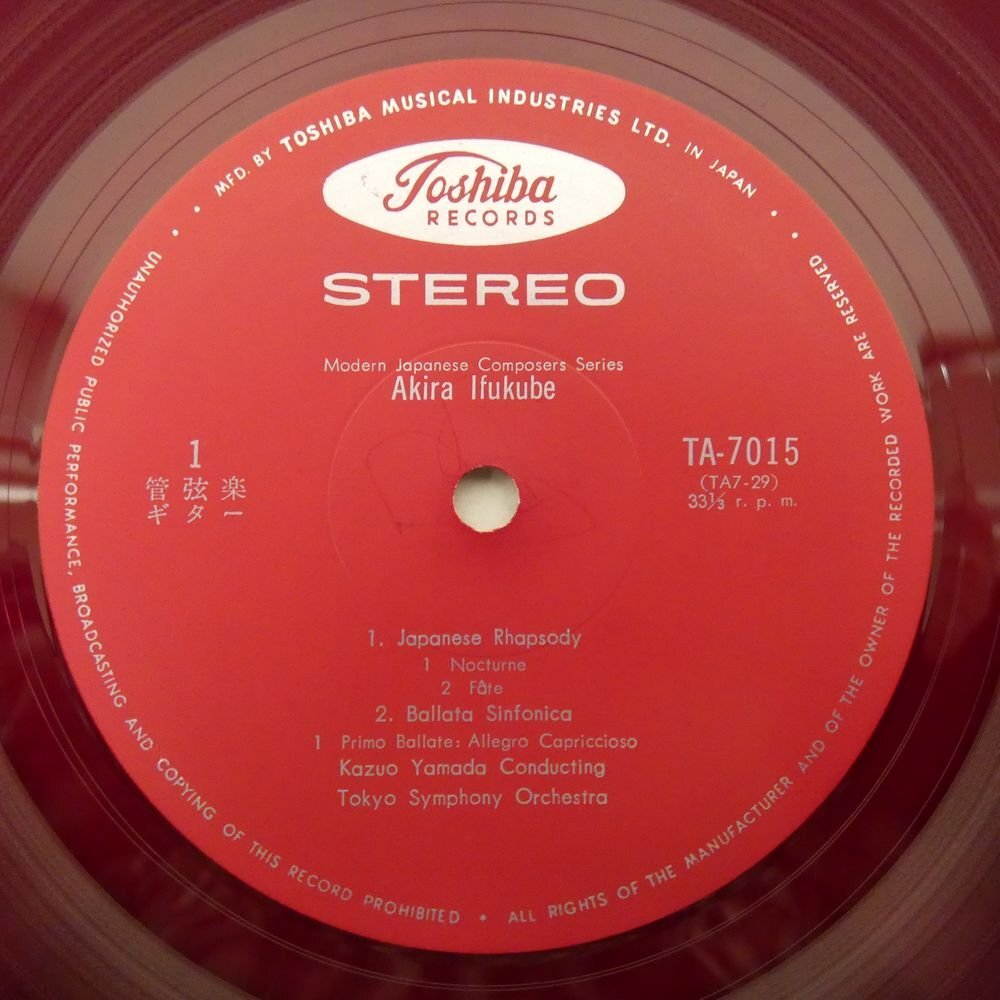 MFD. BY TOSHIBA MUSICAL INDUSTRIES LTD. IN JAPAN
Toshiba
RECORDS
STEREO
Modern Japanese Composers Series
Akira Ifukube
1
管弦楽
ギター
TA-7015
(TA7-29)
33⅓ r. p. m.
1. Japanese Rhapsody
1 Nocturne
2 Fâte
2. Ballata Sinfonica
1 Primo Ballate: Allegro Capriccioso
Kazuo Yamada Conducting
Tokyo Symphony Orchestra
UNAUTHORIZED PUBLIC PERFORMANCE, BROADCASTING AND COPYING OF THIS RECORD PROHIBITED • ALL RIGHTS OF THE MANUFACTURER AND OF THE OWNER OF THE RECORDED WORK ARE RESERVED